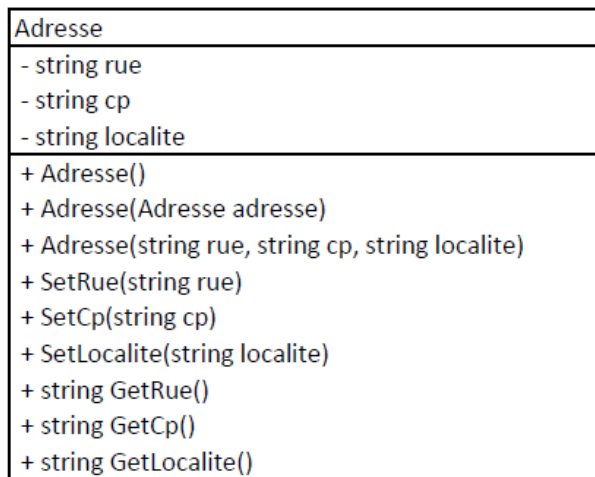 Adresse
- string rue
- string cp
- string localite
+ Adresse()
+ Adresse(Adresse adresse)
+ Adresse(string rue, string cp, string localite)
+ SetRue(string rue)
+ SetCp(string cp)
+ SetLocalite(string localite)
+ string GetRue()
+ string GetCp()
+ string GetLocalite()